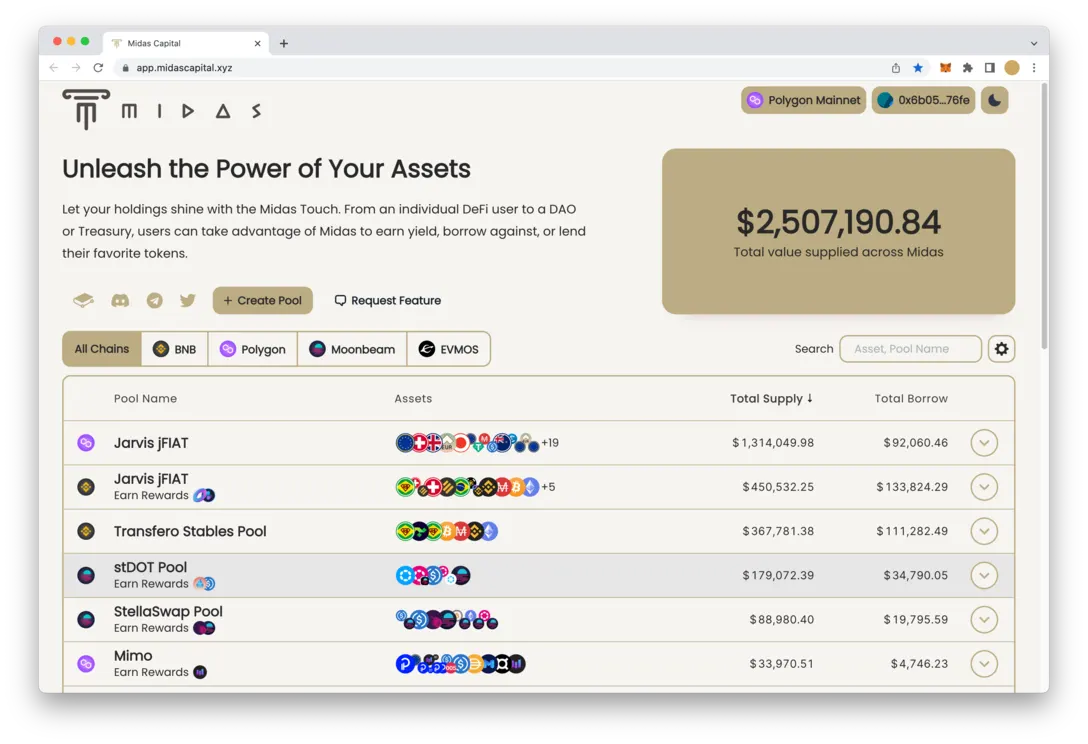 Midas Capital
app.midascapital.xyz
MIDAS
Polygon Mainnet
0x6b05...76fe
Unleash the Power of Your Assets
Let your holdings shine with the Midas Touch. From an individual DeFi user to a DAO
or Treasury, users can take advantage of Midas to earn yield, borrow against, or lend
their favorite tokens.
$2,507,190.84
Total value supplied across Midas
+ Create Pool
Request Feature
All Chains
BNB
Polygon
Moonbeam
EVMOS
Search
Asset, Pool Name
Pool Name Assets Total Supply ↓ Total Borrow
Jarvis jFIAT +19 $1,314,049.98 $92,060.46
Jarvis jFIAT
Earn Rewards
+5 $450,532.25 $133,824.29
Transfero Stables Pool $367,781.38 $111,282.49
stDOT Pool
Earn Rewards
$179,072.39 $34,790.05
StellaSwap Pool
Earn Rewards
$88,980.40 $19,795.59
Mimo
Earn Rewards
$33,970.51 $4,746.23